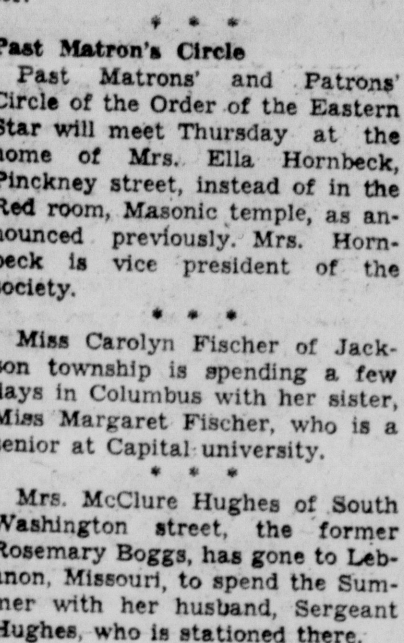 * * *
Past Matron's Circle
Past Matrons' and Patrons'
Circle of the Order of the Eastern
Star will meet Thursday at the
home of Mrs. Ella Hornbeck,
Pinckney street, instead of in the
Red room, Masonic temple, as an-
nounced previously. Mrs. Horn-
beck is vice president of the
society.
* * *
Miss Carolyn Fischer of Jack-
son township is spending a few
days in Columbus with her sister,
Miss Margaret Fischer, who is a
senior at Capital university.
* * *
Mrs. McClure Hughes of South
Washington street, the former
Rosemary Boggs, has gone to Leb-
anon, Missouri, to spend the Sum-
mer with her husband, Sergeant
Hughes, who is stationed there.